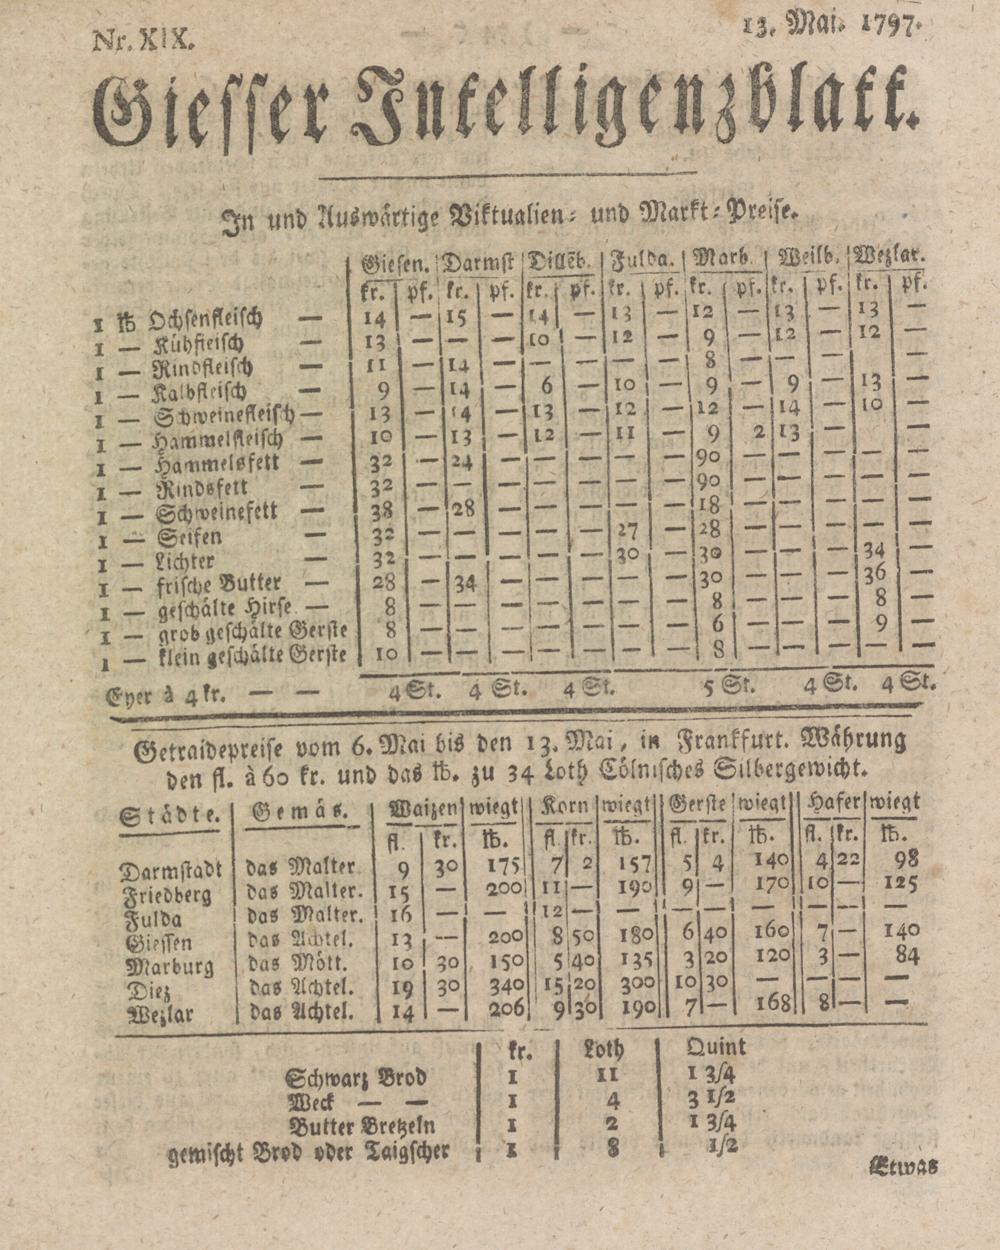 Nr. XIX.
13. Mai. 1797.
Giesser Intelligenzblatt.
In und Auswärtige Viktualien- und Markt-Preise.
Giesen. Darmst Dillēb. Fulda. Marb. Weilb. Wezlar.
kr. pf. kr. pf. kr. pf. kr. pf. kr. pf. kr. pf. kr. pf.
1 ℔ Ochsenfleisch — 14 — 15 — 14 — 13 — 12 — 13 — 13 —
1 — Kühfleisch — 13 — — — 10 — 12 — 9 — 12 — 12 —
1 — Rindfleisch — 11 — 14 — — — — — 8 — — — — —
1 — Kalbfleisch — 9 — 14 — 6 — 10 — 9 — 9 — 13 —
1 — Schweinefleisch — 13 — 14 — 13 — 12 — 12 — 14 — 10 —
1 — Hammelfleisch — 10 — 13 — 12 — 11 — 9 2 13 — — —
1 — Hammelsfett — 32 — 24 — — — — — 90 — — — — —
1 — Rindsfett — 32 — — — — — — — 90 — — — — —
1 — Schweinefett — 38 — 28 — — — — — 18 — — — — —
1 — Seifen — 32 — — — — — 27 — 28 — — — — —
1 — Lichter — 32 — — — — — 30 — 30 — — — 34 —
1 — frische Butter — 28 — 34 — — — — — 30 — — — 36 —
1 — geschälte Hirse — 8 — — — — — — — 8 — — — 8 —
1 — grob geschälte Gerste 8 — — — — — — — 6 — — — 9 —
1 — klein geschälte Gerste 10 — — — — — — — 8 — — — — —
Eyer à 4 kr. — — 4 St. 4 St. 4 St. 5 St. 4 St. 4 St.
Getraidepreise vom 6. Mai bis den 13. Mai, in Frankfurt. Währung
den fl. à 60 kr. und das ℔. zu 34 Loth Cölnisches Silbergewicht.
Städte. Gemäs. Waizen wiegt Korn wiegt Gerste wiegt Hafer wiegt
fl. kr. ℔. fl. kr. ℔. fl. kr. ℔. fl. kr. ℔.
Darmstadt das Malter 9 30 175 7 2 157 5 4 140 4 22 98
Friedberg das Malter. 15 — 200 11 — 190 9 — 170 10 — 125
Fulda das Malter. 16 — — 12 — — — — — — — —
Giessen das Achtel. 13 — 200 8 50 180 6 40 160 7 — 140
Marburg das Mött. 10 30 150 5 40 135 3 20 120 3 — 84
Diez das Achtel. 19 30 340 15 20 300 10 30 — — — —
Wezlar das Achtel. 14 — 206 9 30 190 7 — 168 8 — —
kr. Loth Quint
Schwarz Brod 1 11 1 3/4
Weck — — 1 4 3 1/2
Butter Bretzeln 1 2 1 3/4
gemischt Brod oder Taigscher 1 8 1/2
Etwas